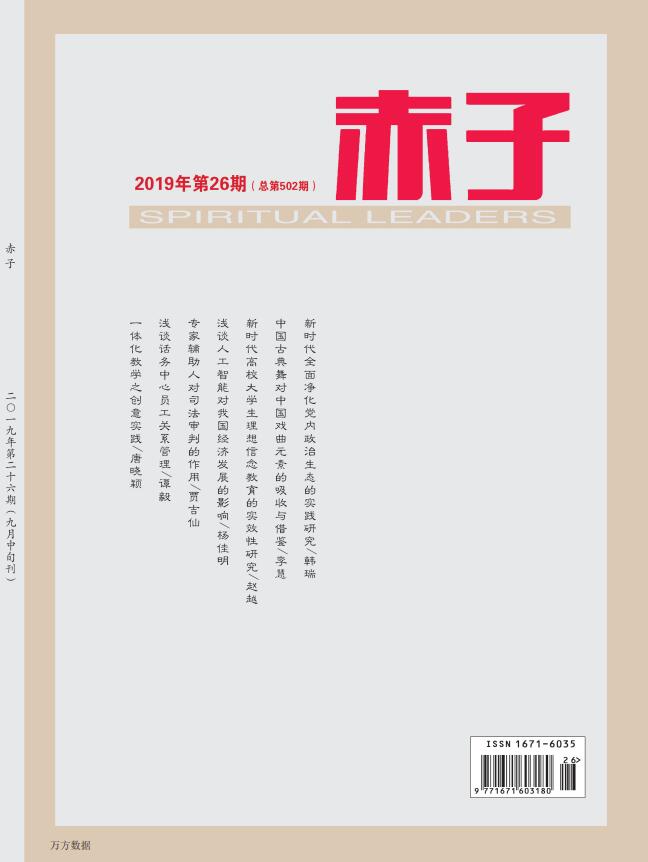 赤子
2019年第26期（总第502期）
SPIRITUAL LEADERS
新时代全面净化党内政治生态的实践研究/韩瑞
中国古典舞对中国戏曲元素的吸收与借鉴/李慧
新时代高校大学生理想信念教育的实效性研究/赵越
浅谈人工智能对我国经济发展的影响/杨佳明
专家辅助人对司法审判的作用/贾吉仙
浅谈话务中心员工关系管理/谭毅
一体化教学之创意实践/唐晓颖
赤子
二〇一九年第二十六期（九月中旬刊）
ISSN 1671-6035
26>
9 771671 603180
万方数据